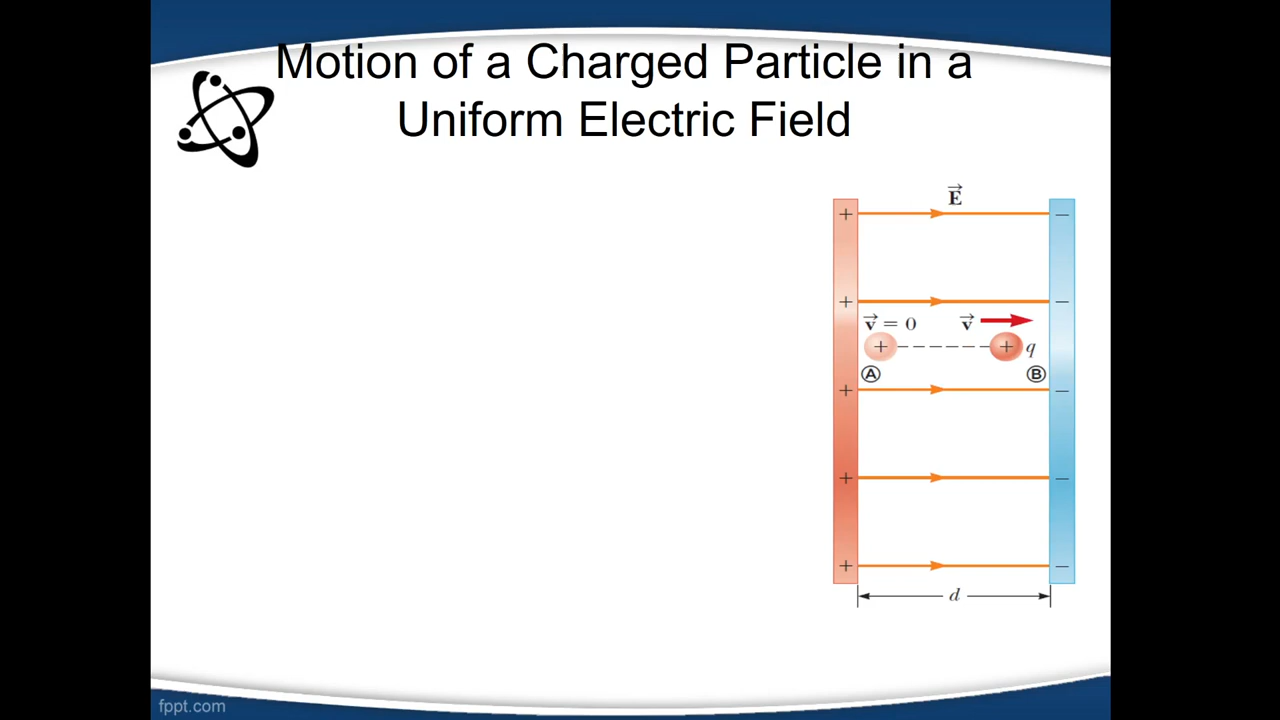 Motion of a Charged Particle in a
Uniform Electric Field
E⃗
+ −
+ −
v⃗ = 0 v⃗
+ + q
Ⓐ Ⓑ
+ −
+ −
+ −
d
fppt.com